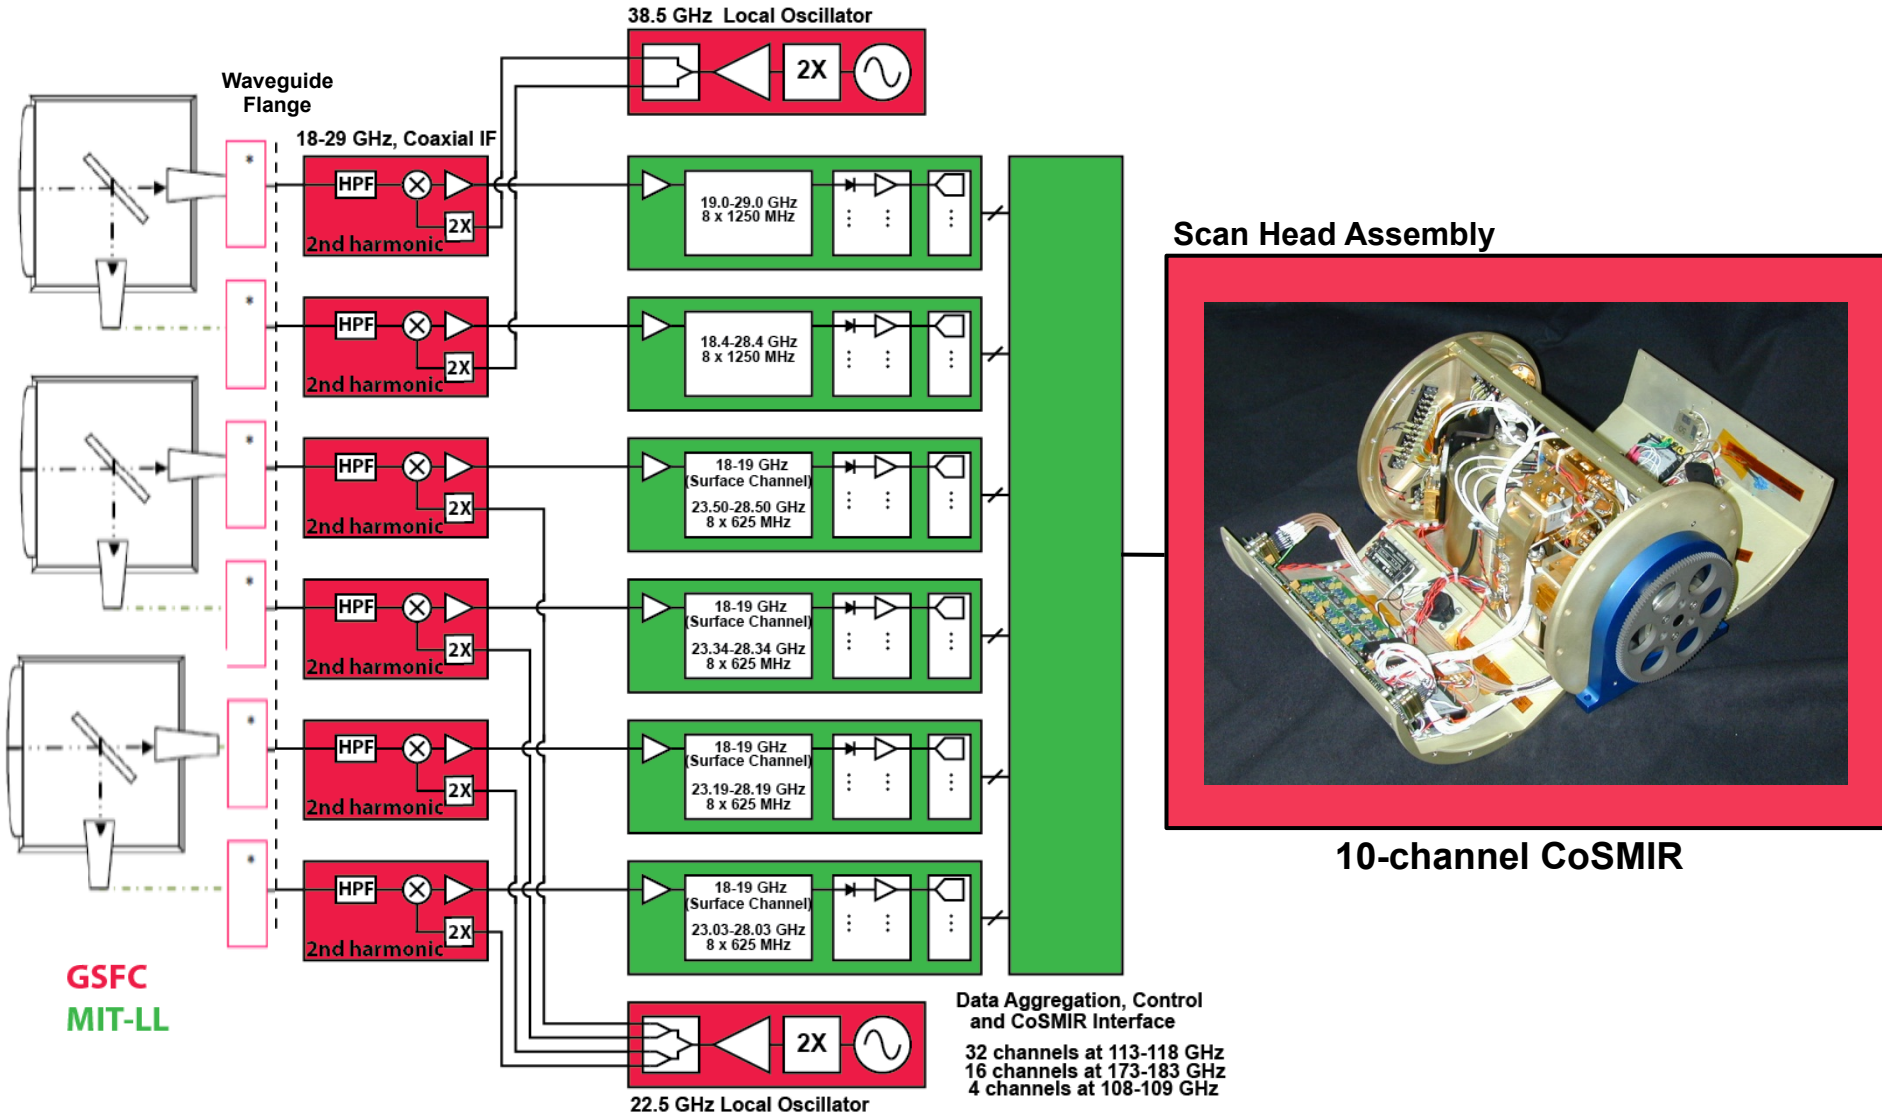 38.5 GHz Local Oscillator
2X
Waveguide
Flange
18-29 GHz, Coaxial IF
*
HPF
2X
2nd harmonic
19.0-29.0 GHz
8 x 1250 MHz
*
HPF
2X
2nd harmonic
18.4-28.4 GHz
8 x 1250 MHz
*
HPF
2X
2nd harmonic
18-19 GHz
(Surface Channel)
23.50-28.50 GHz
8 x 625 MHz
*
HPF
2X
2nd harmonic
18-19 GHz
(Surface Channel)
23.34-28.34 GHz
8 x 625 MHz
*
HPF
2X
2nd harmonic
18-19 GHz
(Surface Channel)
23.19-28.19 GHz
8 x 625 MHz
*
HPF
2X
2nd harmonic
18-19 GHz
(Surface Channel)
23.03-28.03 GHz
8 x 625 MHz
GSFC
MIT-LL
2X
22.5 GHz Local Oscillator
Data Aggregation, Control
and CoSMIR Interface
32 channels at 113-118 GHz
16 channels at 173-183 GHz
4 channels at 108-109 GHz
Scan Head Assembly
10-channel CoSMIR